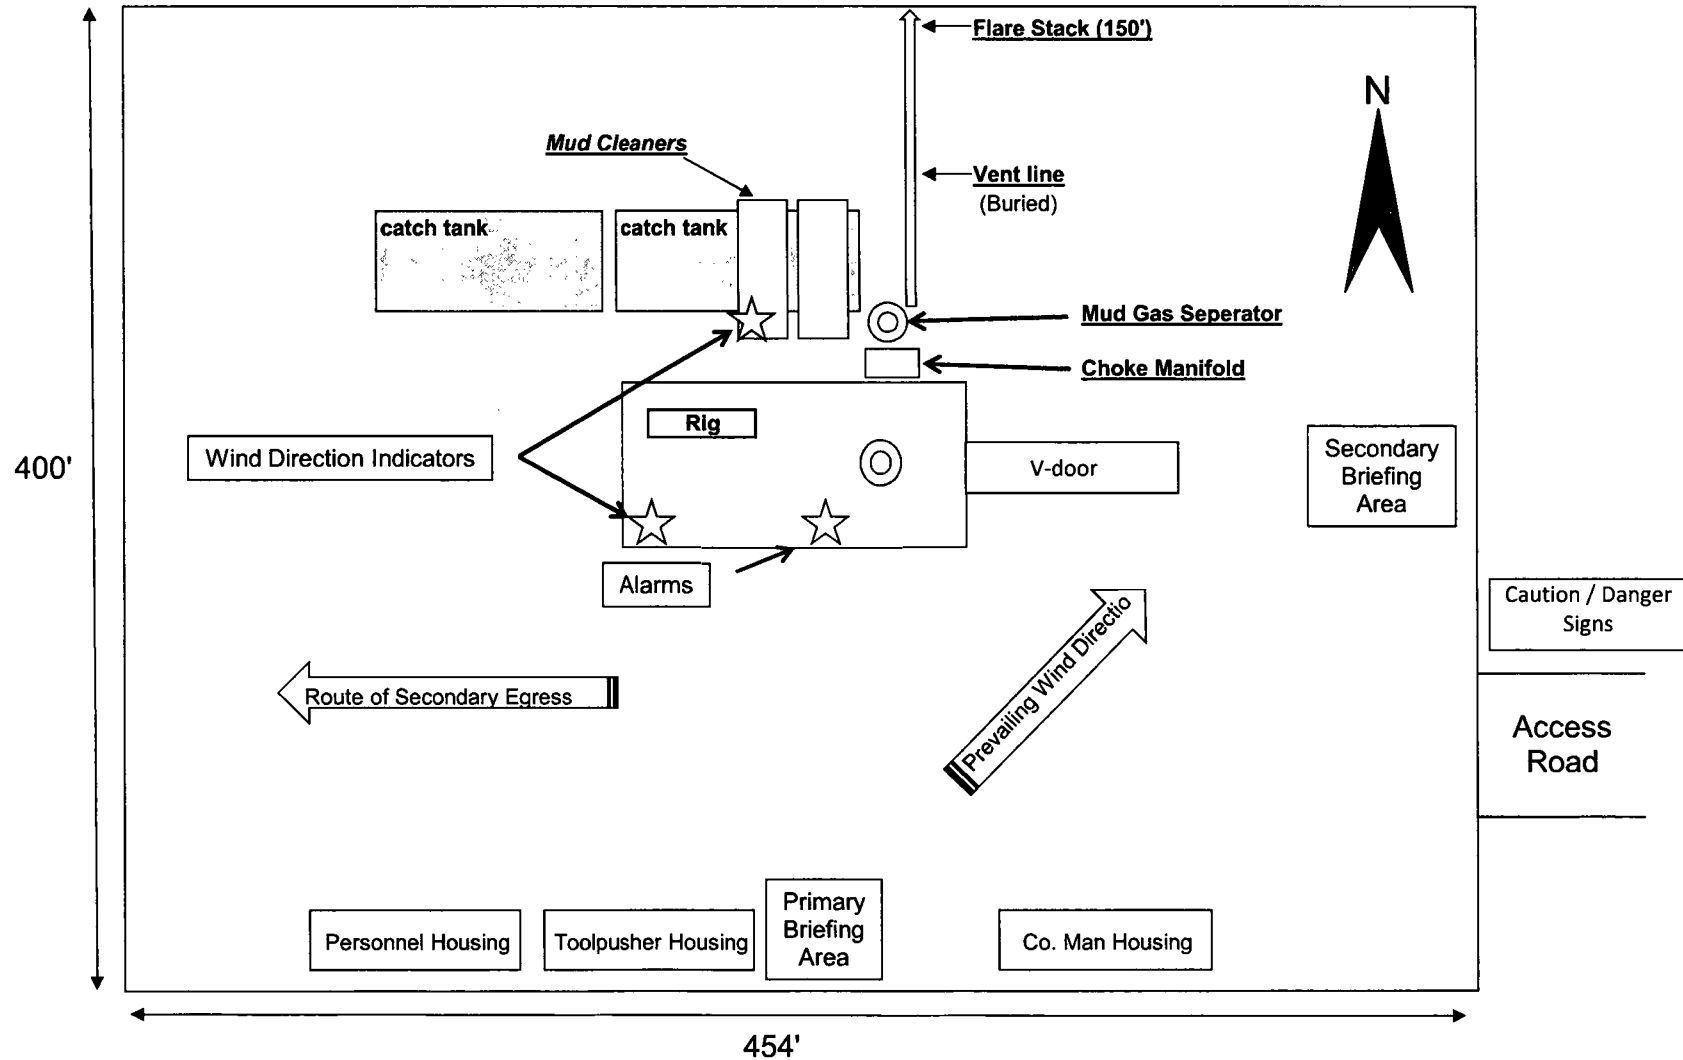 Flare Stack (150')
N
Mud Cleaners
Vent line
(Buried)
catch tank
catch tank
Mud Gas Seperator
Choke Manifold
Rig
400'
Wind Direction Indicators
V-door
Secondary
Briefing
Area
Alarms
Caution / Danger
Signs
Prevailing Wind Directio
Route of Secondary Egress
Access
Road
Primary
Briefing
Area
Personnel Housing
Toolpusher Housing
Co. Man Housing
454'